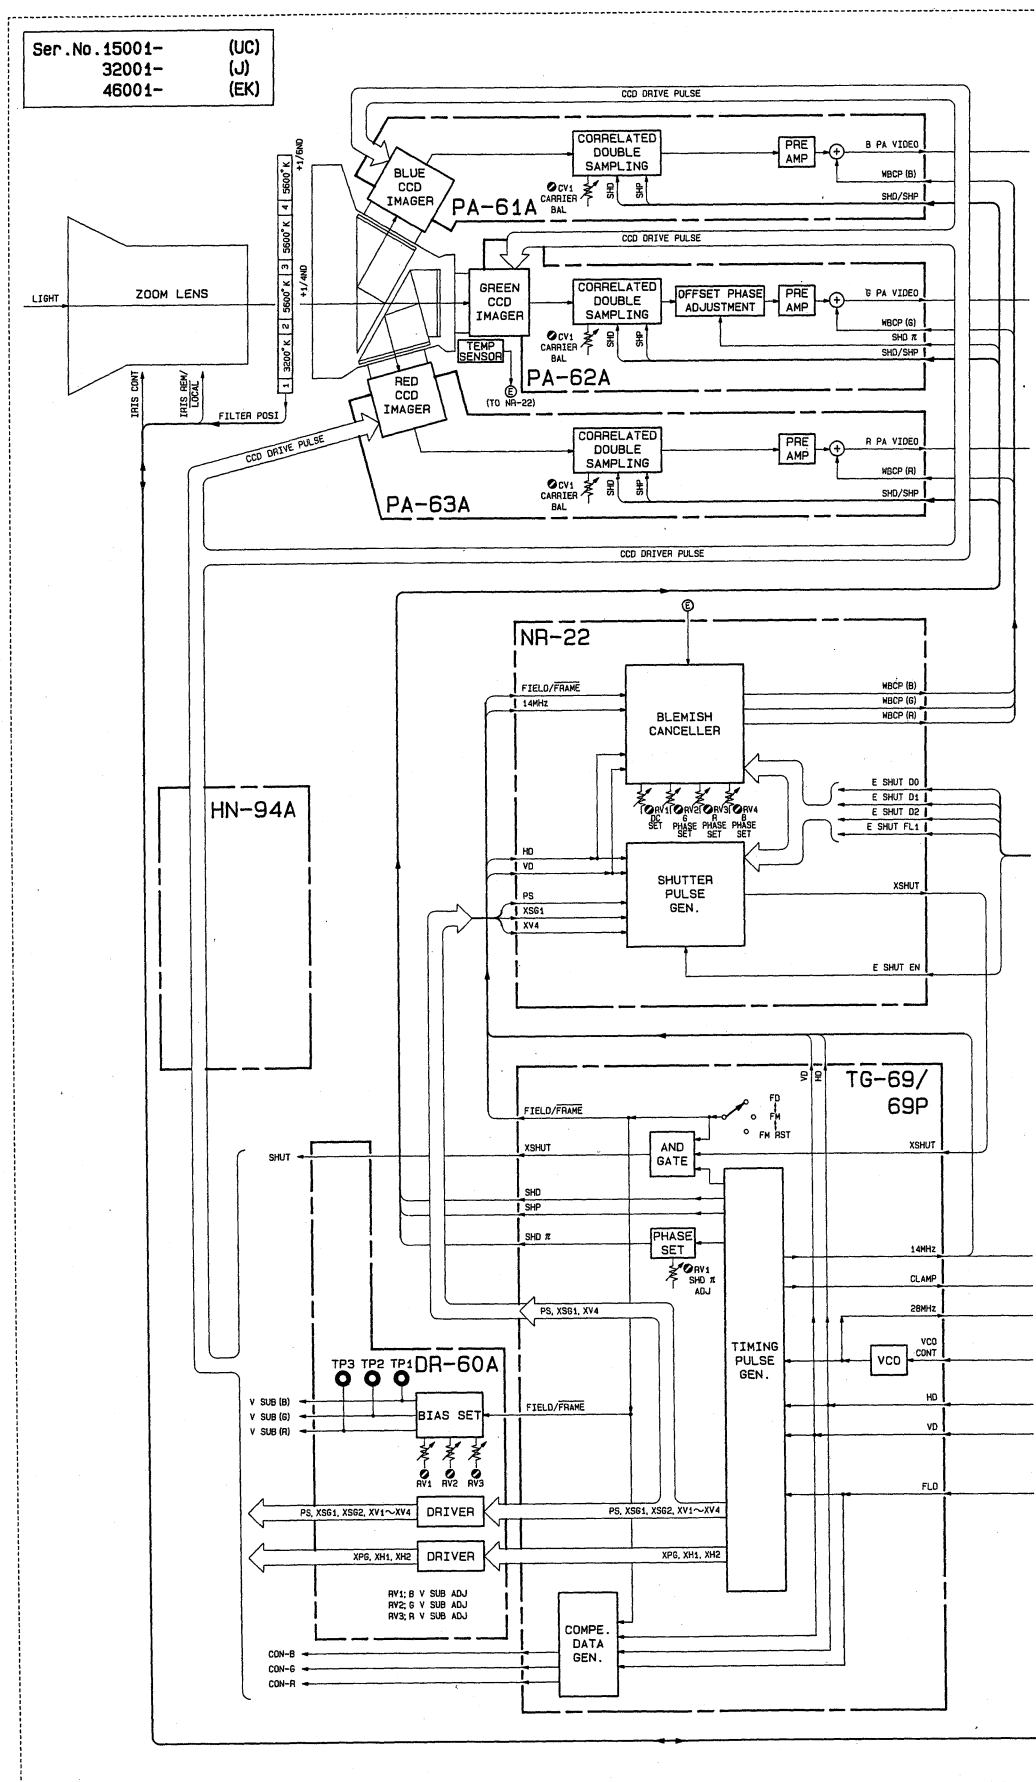 Ser.No.15001- (UC)
32001- (J)
46001- (EK)
CCD DRIVE PULSE
BLUE
CCD
IMAGER
PA-61A
CORRELATED
DOUBLE
SAMPLING
CV1
CARRIER
BAL
SHD
SHP
PRE
AMP
B PA VIDEO
WBCP(B)
SHD/SHP
CCD DRIVE PULSE
LIGHT
ZOOM LENS
1 3200°K 2 5600°K 3 5600°K 4 5600°K
+1/4ND
+1/6ND
GREEN
CCD
IMAGER
CORRELATED
DOUBLE
SAMPLING
OFFSET PHASE
ADJUSTMENT
PRE
AMP
G PA VIDEO
WBCP(G)
SHD π
SHD/SHP
CV1
CARRIER
BAL
SHD
SHP
TEMP
SENSOR
E
(TO NR-22)
PA-62A
IRIS CONT
IRIS REM/
LOCAL
FILTER POSI
RED
CCD
IMAGER
CCD DRIVE PULSE
PA-63A
CORRELATED
DOUBLE
SAMPLING
CV1
CARRIER
BAL
SHD
SHP
PRE
AMP
R PA VIDEO
WBCP(R)
SHD/SHP
CCD DRIVER PULSE
E
NR-22
FIELD/FRAME
14MHz
BLEMISH
CANCELLER
WBCP(B)
WBCP(G)
WBCP(R)
RV1
DC
SET
RV2
G
PHASE
SET
RV3
R
PHASE
SET
RV4
B
PHASE
SET
E SHUT D0
E SHUT D1
E SHUT D2
E SHUT FL1
HN-94A
HD
VD
PS
XSG1
XV4
SHUTTER
PULSE
GEN.
XSHUT
E SHUT EN
VD
HD
TG-69/
69P
FIELD/FRAME
FD
FM
FM RST
SHUT
XSHUT
AND
GATE
XSHUT
SHD
SHP
SHD π
PHASE
SET
RV1
SHD π
ADJ
14MHz
CLAMP
28MHz
PS, XSG1, XV4
TIMING
PULSE
GEN.
VCO
VCO
CONT
TP3 TP2 TP1
DR-60A
V SUB(B)
V SUB(G)
V SUB(R)
BIAS SET
FIELD/FRAME
HD
VD
RV1 RV2 RV3
FLD
PS, XSG1, XSG2, XV1~XV4
DRIVER
PS, XSG1, XSG2, XV1~XV4
XPG, XH1, XH2
DRIVER
XPG, XH1, XH2
RV1; B V SUB ADJ
RV2; G V SUB ADJ
RV3; R V SUB ADJ
COMPE.
DATA
GEN.
CON-B
CON-G
CON-R